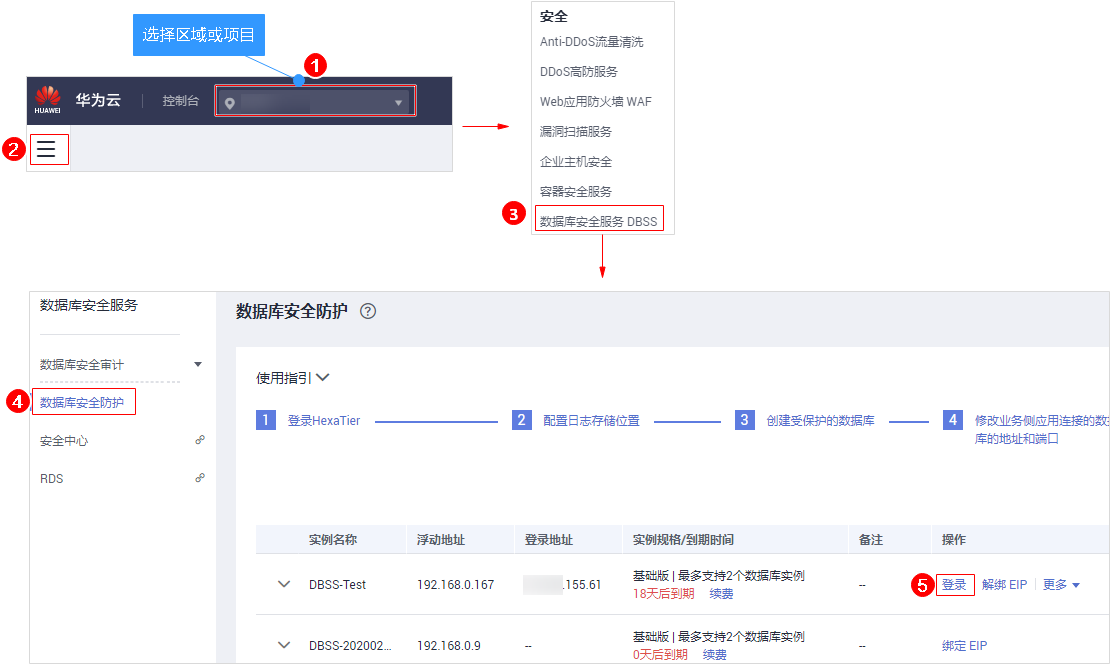 选择区域或项目
1
HUAWEI
华为云
控制台
2
安全
Anti-DDoS流量清洗
DDoS高防服务
Web应用防火墙 WAF
漏洞扫描服务
企业主机安全
容器安全服务
3
数据库安全服务 DBSS
数据库安全服务
数据库安全审计
4
数据库安全防护
安全中心
RDS
数据库安全防护 ?
使用指引
1 登录HexaTier
2 配置日志存储位置
3 创建受保护的数据库
4 修改业务侧应用连接的数据
库的地址和端口
实例名称 浮动地址 登录地址 实例规格/到期时间 备注 操作
DBSS-Test 192.168.0.167 .155.61 基础版 | 最多支持2个数据库实例 -- 5 登录 解绑 EIP 更多
18天后到期 续费
DBSS-202002... 192.168.0.9 -- 基础版 | 最多支持2个数据库实例 -- 绑定 EIP
0天后到期 续费